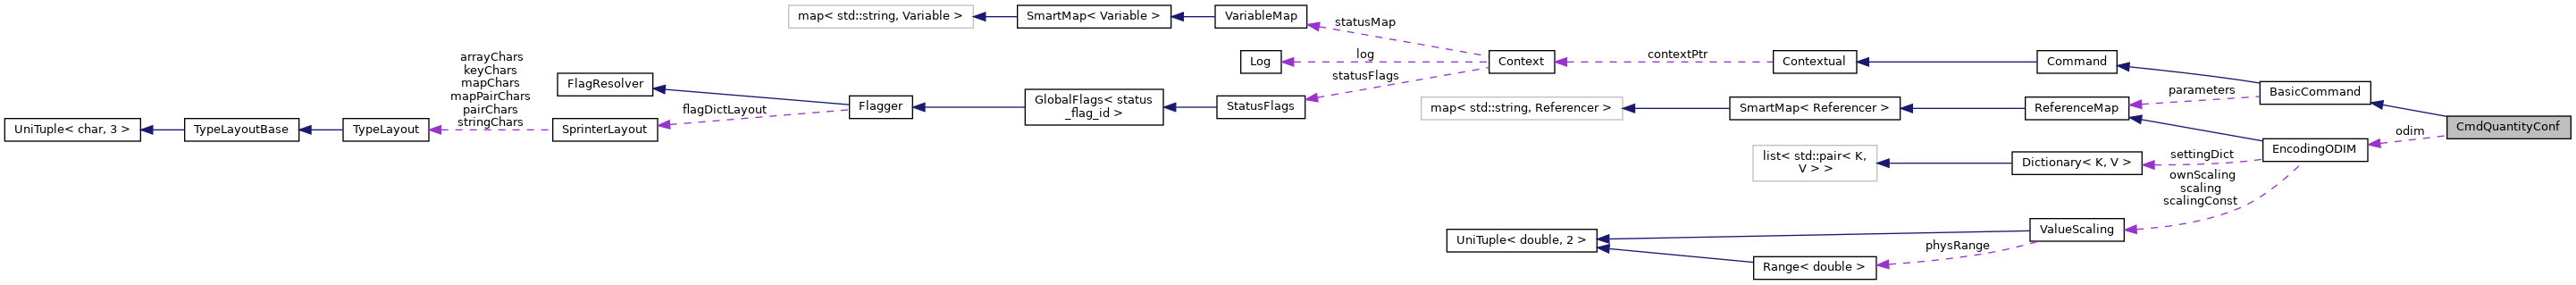 map< std::string, Variable >
SmartMap< Variable >
VariableMap
statusMap
arrayChars
keyChars
mapChars
mapPairChars
pairChars
stringChars
FlagResolver
Log
log
statusFlags
Context
contextPtr
Contextual
Command
BasicCommand
parameters
flagDictLayout
Flagger
GlobalFlags< status
_flag_id >
StatusFlags
map< std::string, Referencer >
SmartMap< Referencer >
ReferenceMap
CmdQuantityConf
odim
UniTuple< char, 3 >
TypeLayoutBase
TypeLayout
SprinterLayout
list< std::pair< K,
V > >
Dictionary< K, V >
settingDict
EncodingODIM
ownScaling
scaling
scalingConst
UniTuple< double, 2 >
ValueScaling
physRange
Range< double >